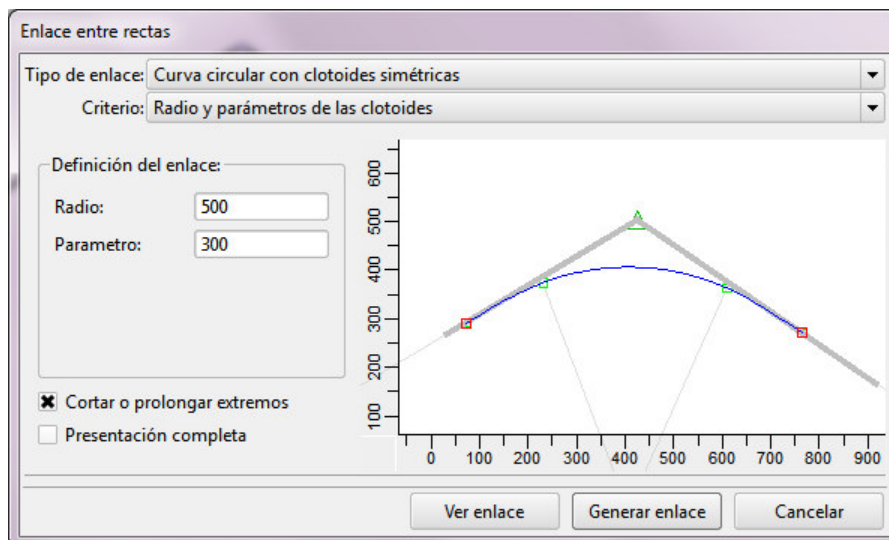 Enlace entre rectas
Tipo de enlace: Curva circular con clotoides simétricas
Criterio: Radio y parámetros de las clotoides
Definición del enlace:
Radio: 500
Parametro: 300
Cortar o prolongar extremos
Presentación completa
600
500
400
300
200
100
0 100 200 300 400 500 600 700 800 900
Ver enlace Generar enlace Cancelar